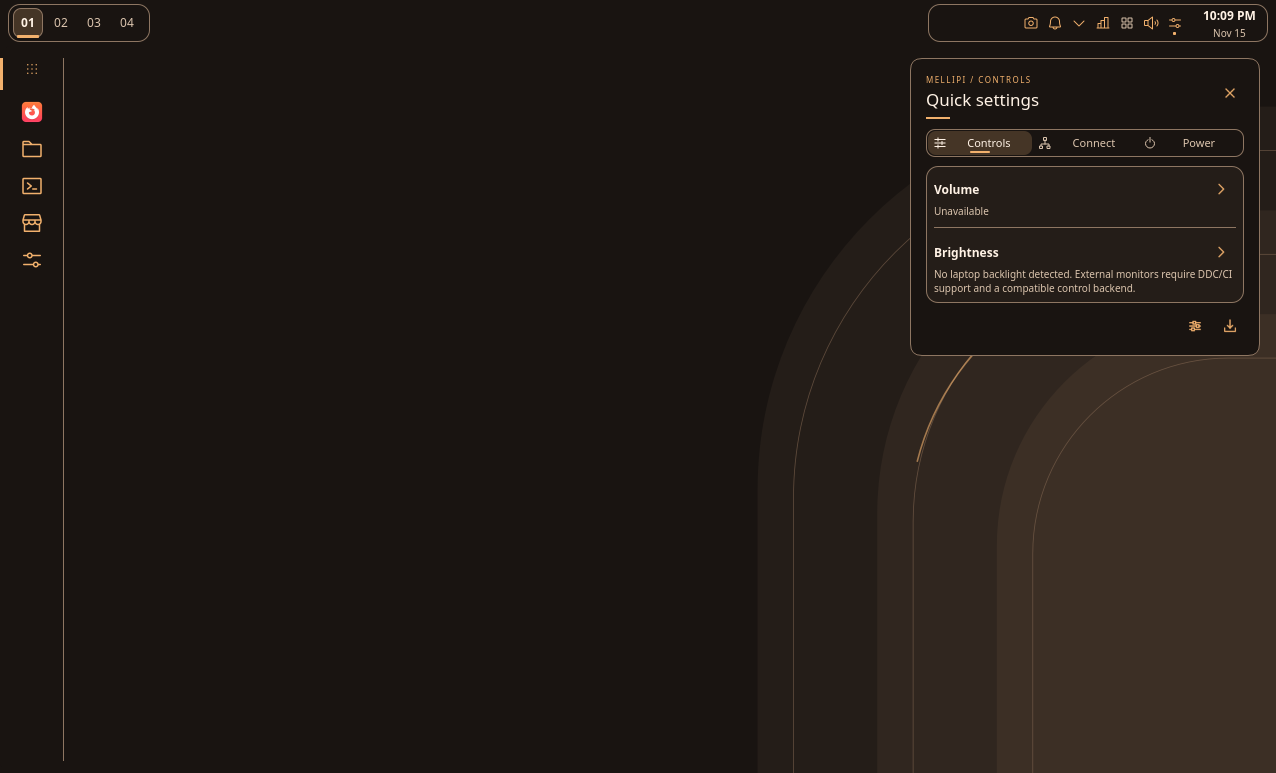 01 02 03 04
10:09 PM
Nov 15
MELLIPI / CONTROLS
Quick settings
Controls Connect Power
Volume
Unavailable
Brightness
No laptop backlight detected. External monitors require DDC/CI
support and a compatible control backend.